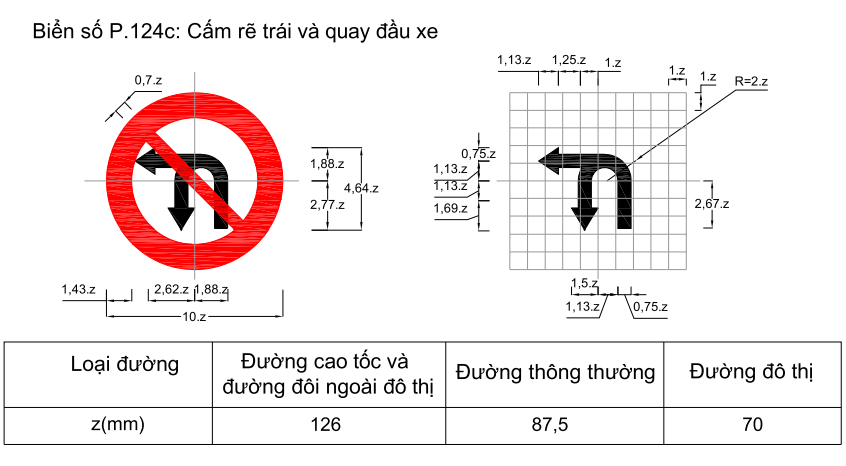 Biển số P.124c: Cấm rẽ trái và quay đầu xe
0,7.z
1,88.z
4,64.z
2,77.z
1,43.z
2,62.z
1,88.z
10.z
1,13.z
1,25.z
1.z
1.z
1.z
R=2.z
0,75.z
1,13.z
1,13.z
1,69.z
2,67.z
1,5.z
1,13.z
0,75.z
Loại đường
Đường cao tốc và
đường đôi ngoài đô thị
Đường thông thường
Đường đô thị
z(mm)
126
87,5
70